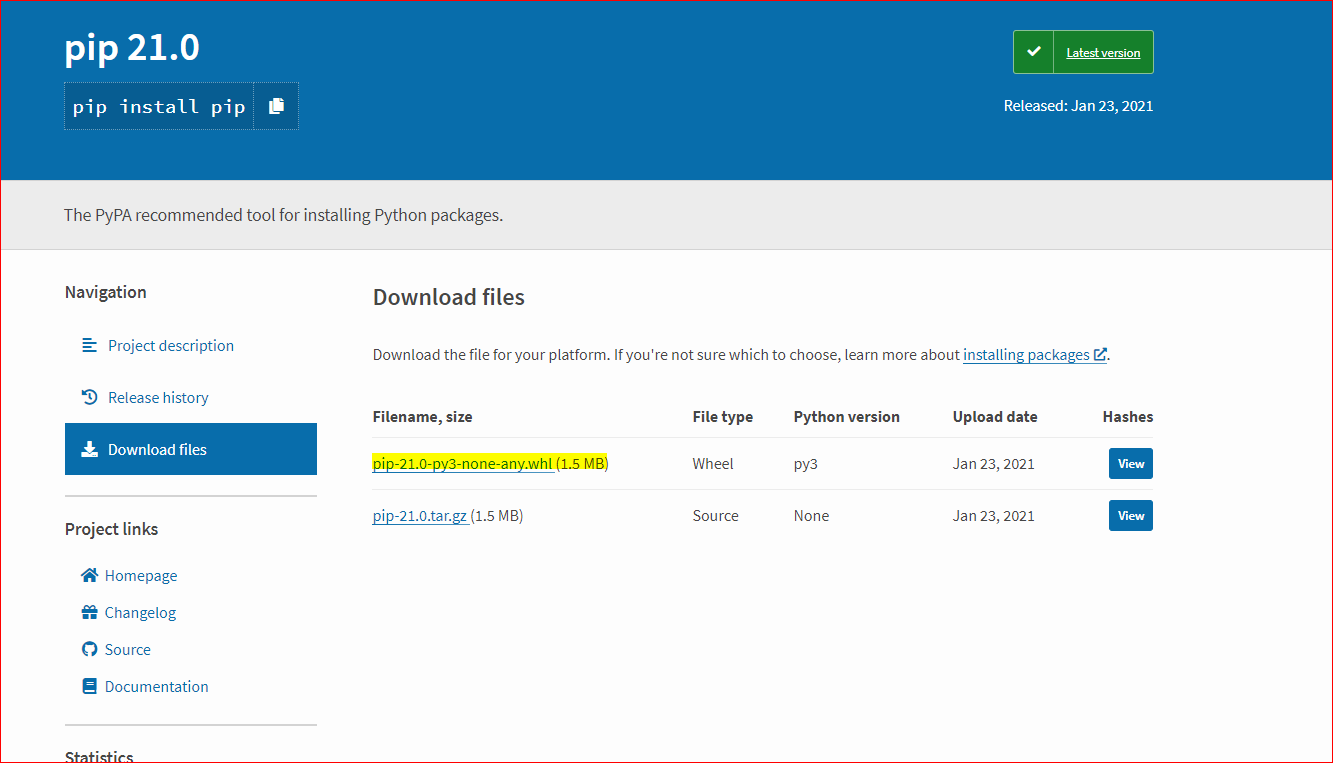 pip 21.0
Latest version
pip install pip
Released: Jan 23, 2021
The PyPA recommended tool for installing Python packages.
Navigation
Project description
Release history
Download files
Project links
Homepage
Changelog
Source
Documentation
Statistics
Download files
Download the file for your platform. If you're not sure which to choose, learn more about installing packages.
Filename, size File type Python version Upload date Hashes
pip-21.0-py3-none-any.whl (1.5 MB) Wheel py3 Jan 23, 2021 View
pip-21.0.tar.gz (1.5 MB) Source None Jan 23, 2021 View